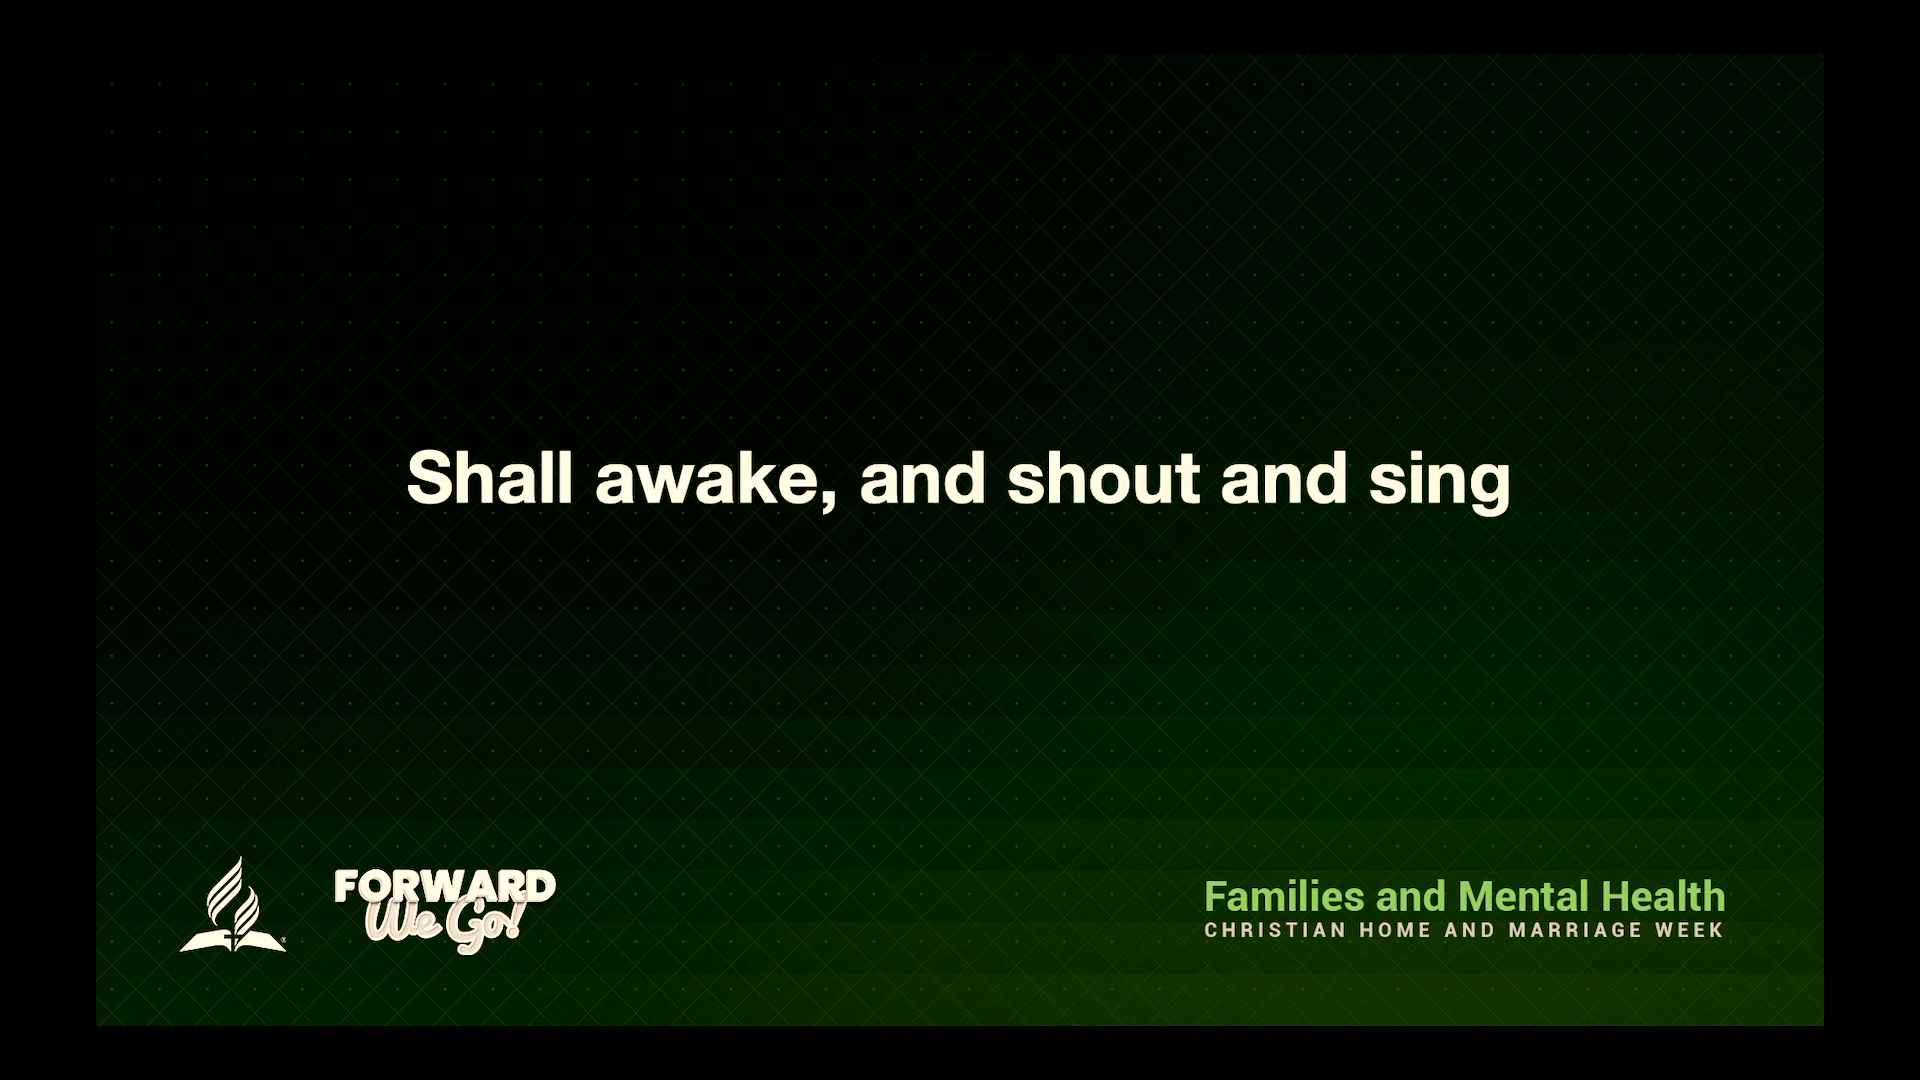 Shall awake, and shout and sing
FORWARD
We Go!
Families and Mental Health
CHRISTIAN HOME AND MARRIAGE WEEK